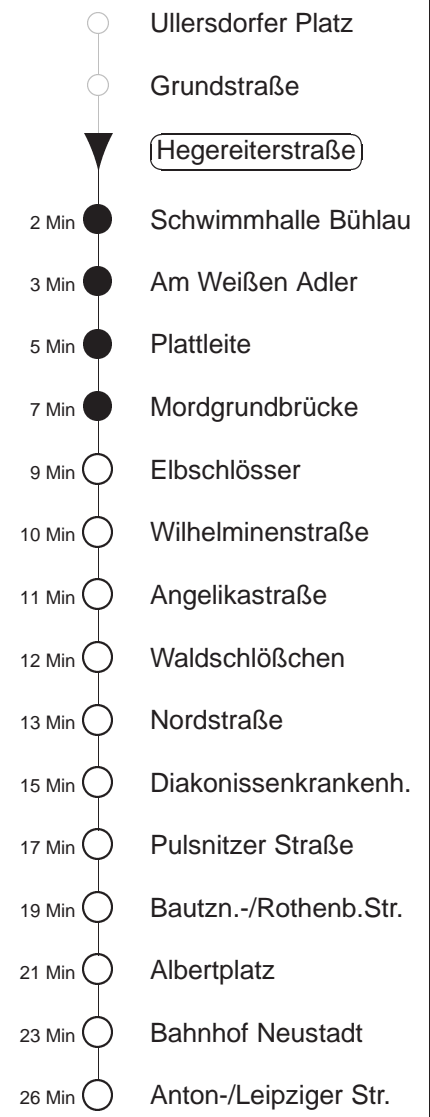 Ullersdorfer Platz
Grundstraße
Hegereiterstraße
2 Min Schwimmhalle Bühlau
3 Min Am Weißen Adler
5 Min Plattleite
7 Min Mordgrundbrücke
9 Min Elbschlösser
10 Min Wilhelminenstraße
11 Min Angelikastraße
12 Min Waldschlößchen
13 Min Nordstraße
15 Min Diakonissenkrankenh.
17 Min Pulsnitzer Straße
19 Min Bautzn.-/Rothenb.Str.
21 Min Albertplatz
23 Min Bahnhof Neustadt
26 Min Anton-/Leipziger Str.